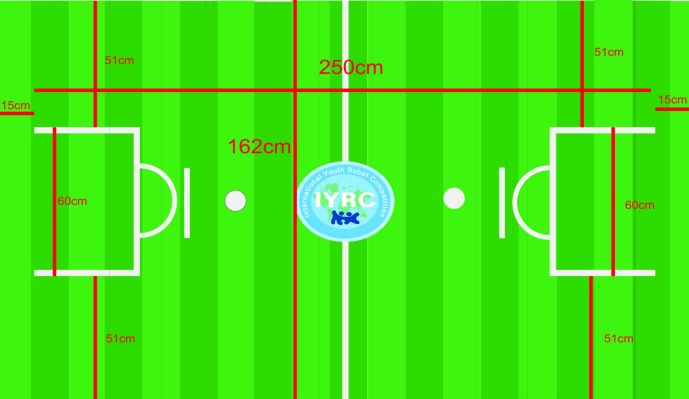 51cm
51cm
250cm
15cm
15cm
162cm
International Youth Robot Competition
IYRC
60cm
60cm
51cm
51cm